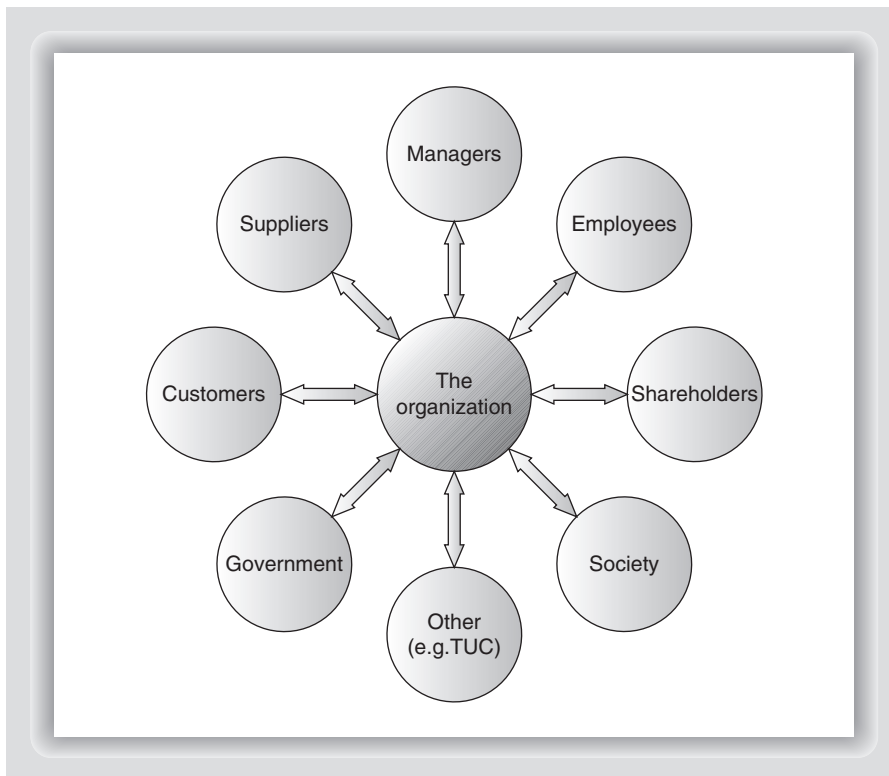 Managers
Suppliers
Employees
Customers
The
organization
Shareholders
Government
Society
Other
(e.g.TUC)